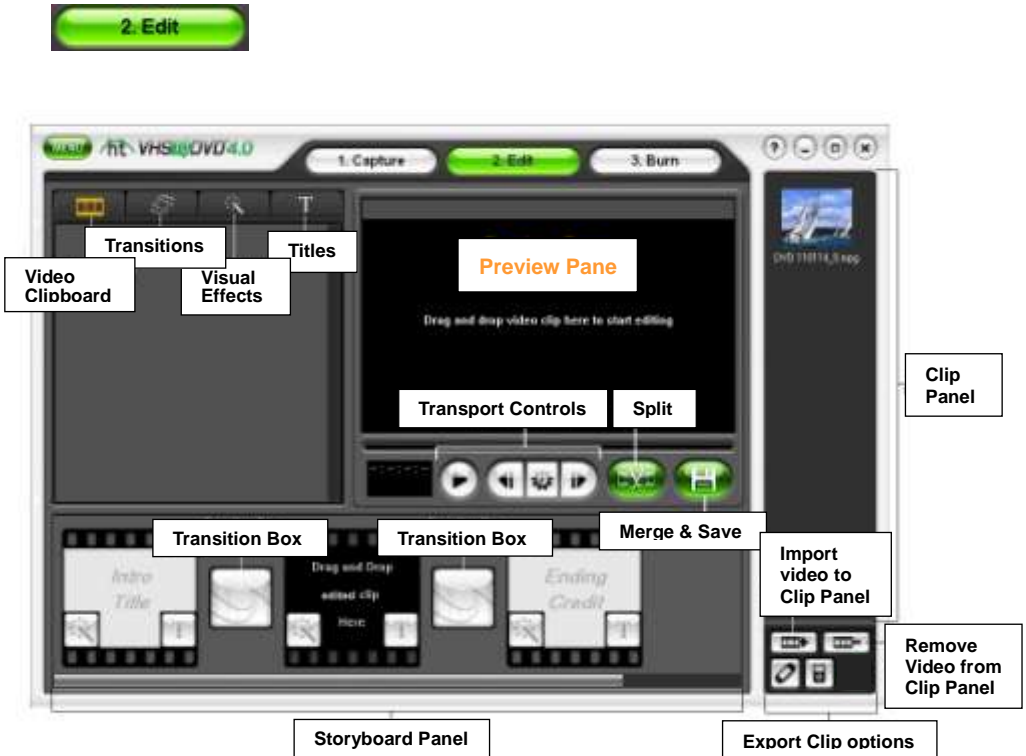 2. Edit
ht VHS to DVD 4.0
1. Capture
2. Edit
3. Burn
?
T
Transitions
Titles
Video
Clipboard
Visual
Effects
Preview Pane
Drag and drop video clip here to start editing
Clip
Panel
Transport Controls
Split
Merge & Save
Transition Box
Transition Box
Intro
Title
Drag and Drop
edited clip
Here
Ending
Credit
T
T
T
Import
video to
Clip Panel
Remove
Video from
Clip Panel
Storyboard Panel
Export Clip options